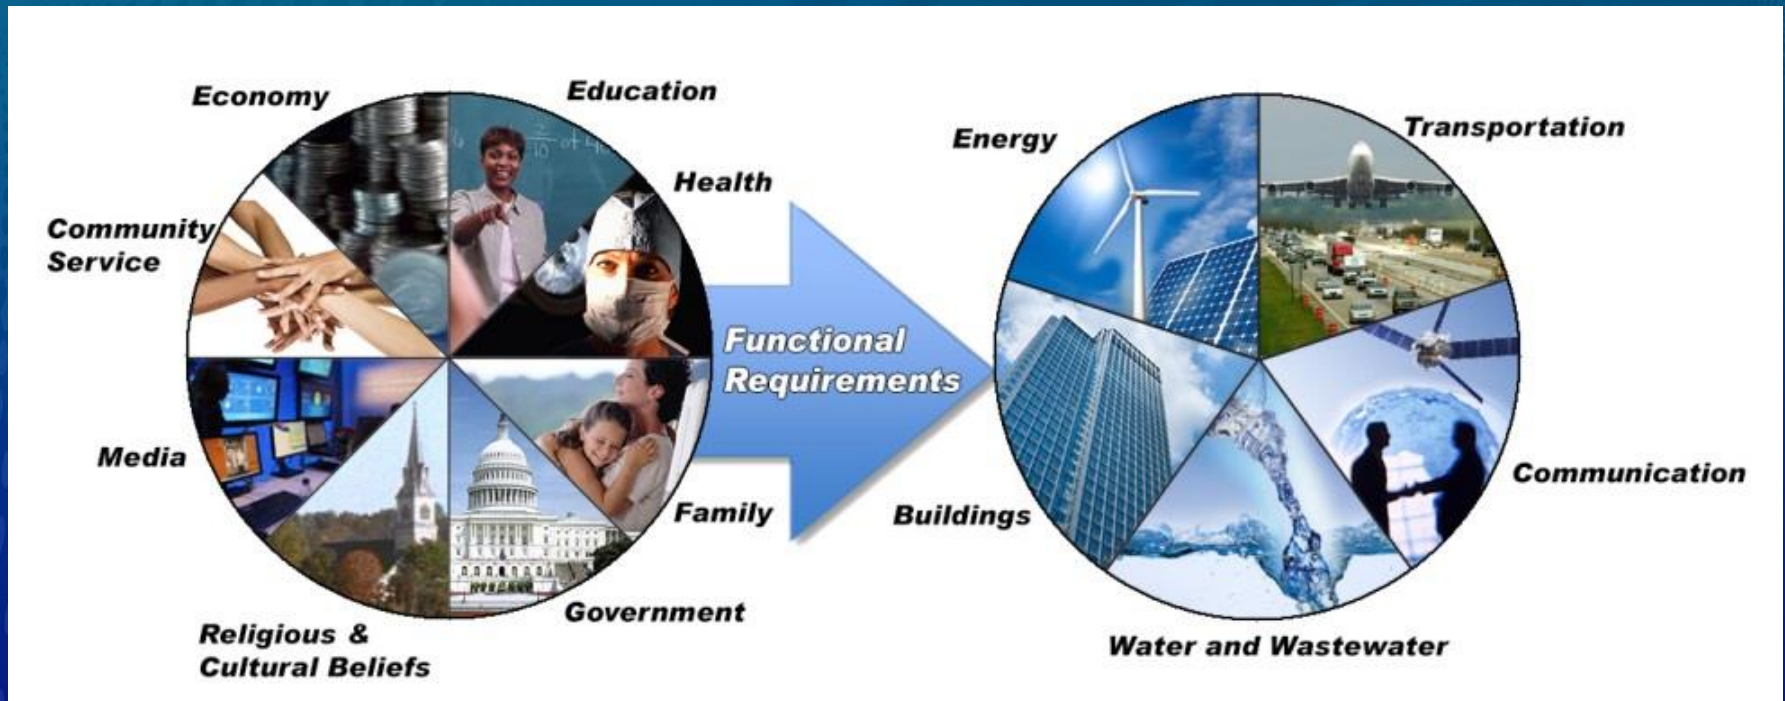 Economy
Education
Health
Community
Service
Media
Religious &
Cultural Beliefs
Government
Family
Functional
Requirements
Energy
Transportation
Communication
Buildings
Water and Wastewater